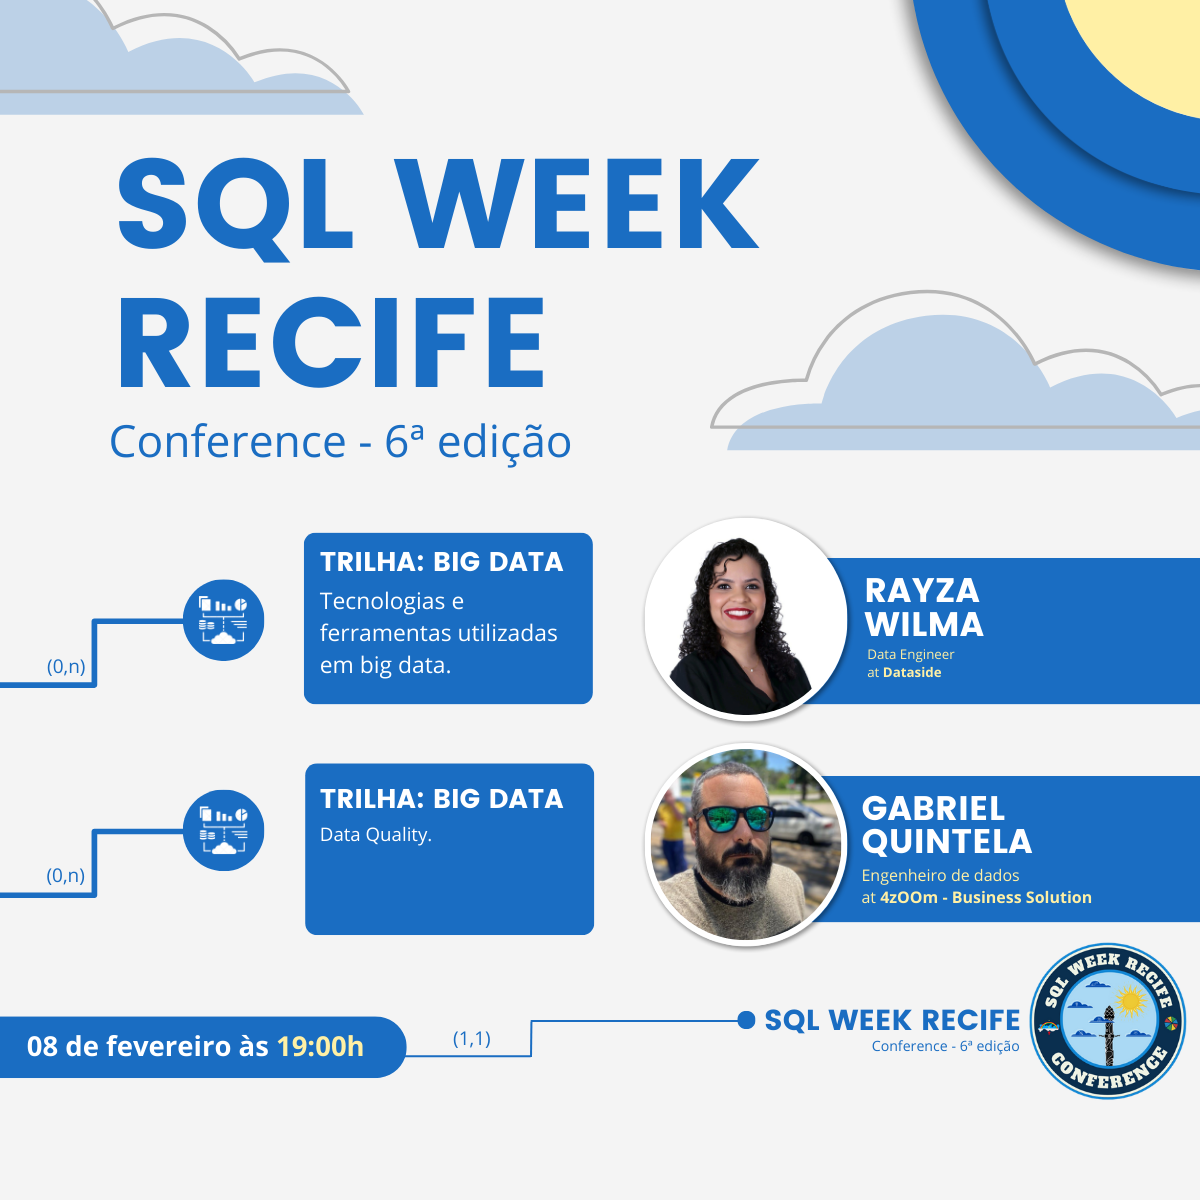 SQL WEEK
RECIFE
Conference - 6ª edição
TRILHA: BIG DATA
Tecnologias e
ferramentas utilizadas
em big data.
RAYZA
WILMA
Data Engineer
at Dataside
(0,n)
TRILHA: BIG DATA
Data Quality.
GABRIEL
QUINTELA
Engenheiro de dados
at 4zOOm - Business Solution
(0,n)
08 de fevereiro às 19:00h
(1,1)
SQL WEEK RECIFE
Conference - 6ª edição
SQL WEEK RECIFE
CONFERENCE